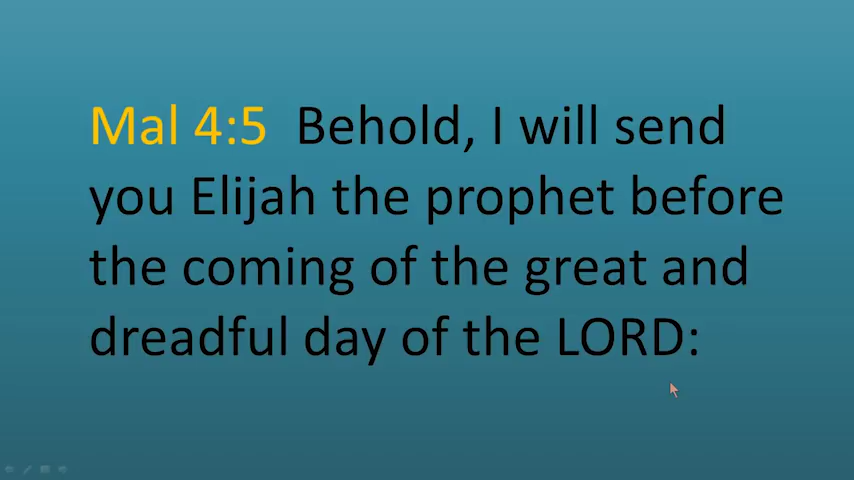 Mal 4:5  Behold, I will send
you Elijah the prophet before
the coming of the great and
dreadful day of the LORD: